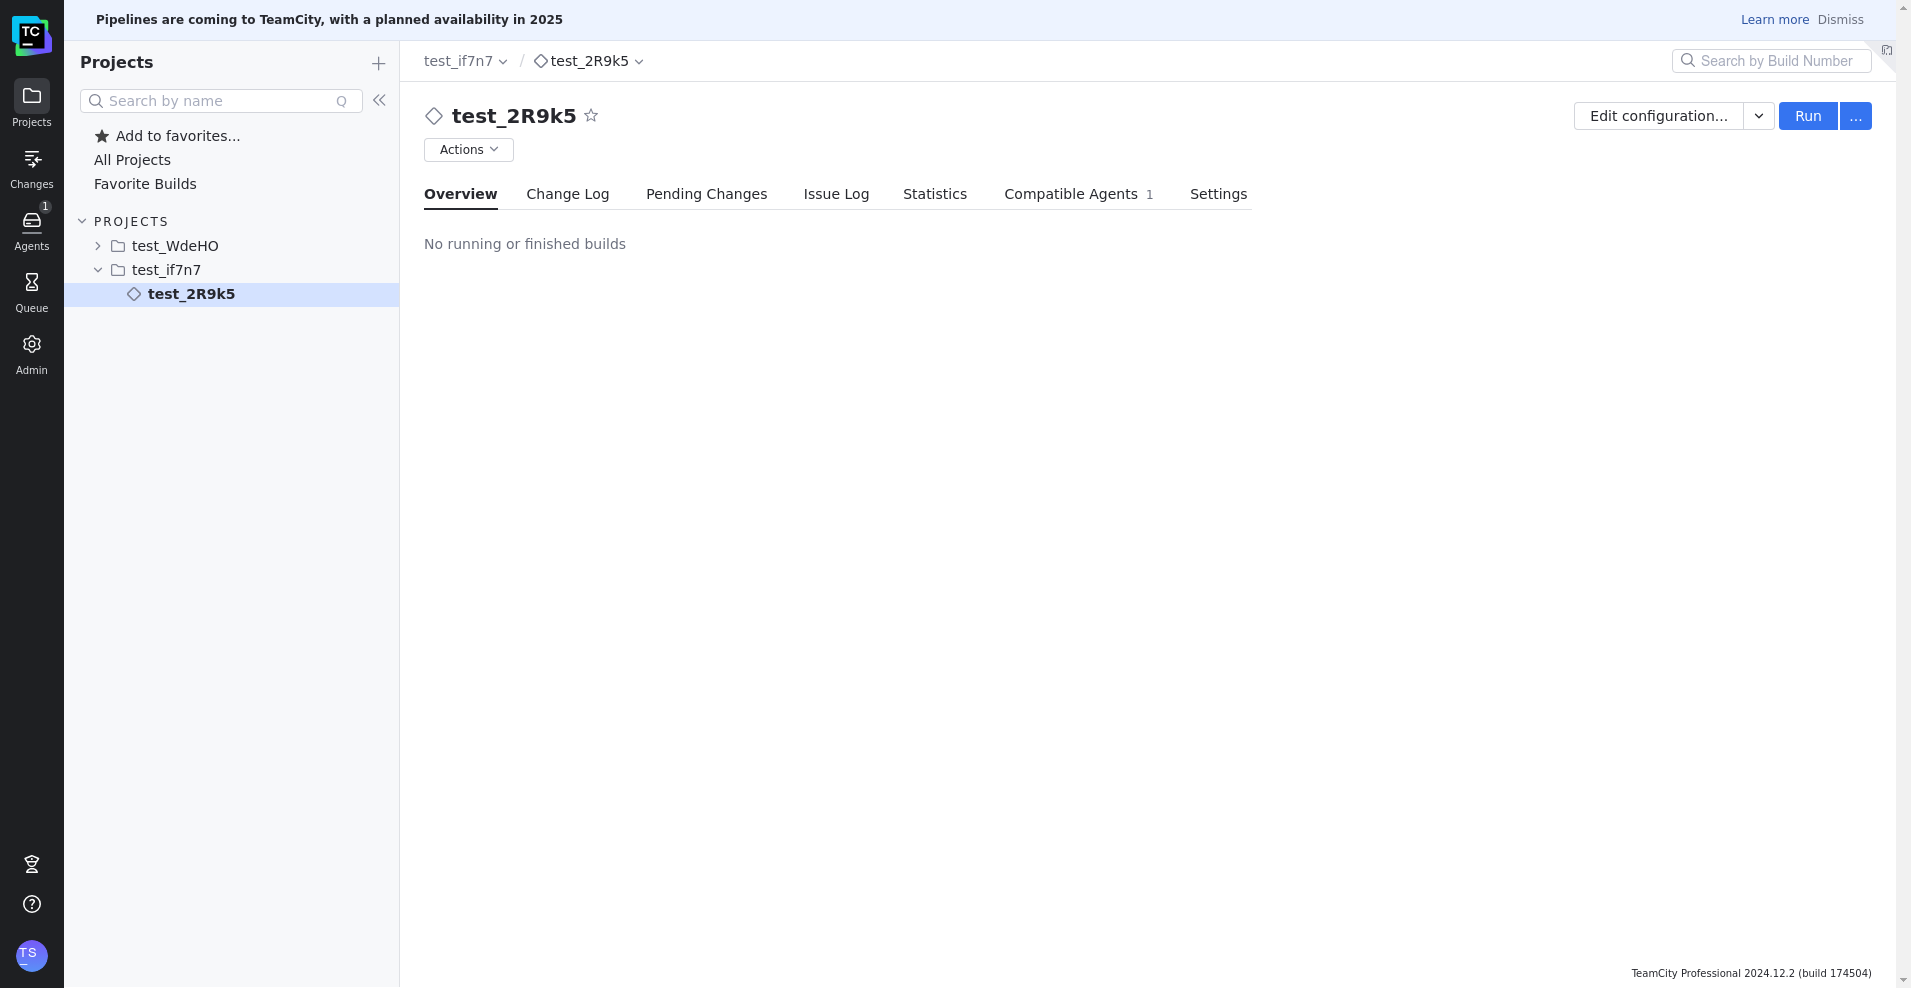 Pipelines are coming to TeamCity, with a planned availability in 2025
Learn more
Dismiss
TC
Projects
Changes
1
Agents
Queue
Admin
TS
Projects
Search by name
Q
Add to favorites...
All Projects
Favorite Builds
PROJECTS
test_WdeHO
test_if7n7
test_2R9k5
test_if7n7 / test_2R9k5
Search by Build Number
test_2R9k5
Edit configuration...
Run
...
Actions
Overview
Change Log
Pending Changes
Issue Log
Statistics
Compatible Agents 1
Settings
No running or finished builds
TeamCity Professional 2024.12.2 (build 174504)